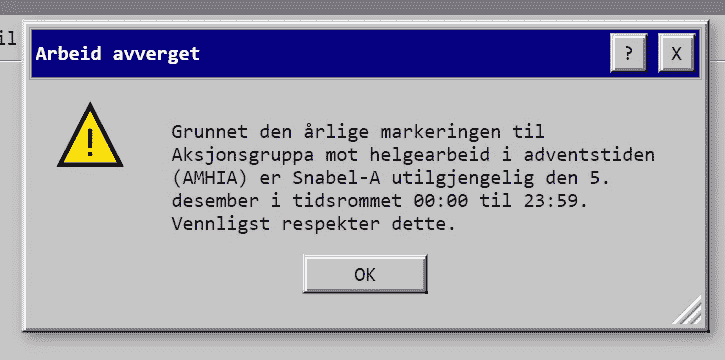 il
Arbeid avverget
? X
Grunnet den årlige markeringen til
Aksjonsgruppa mot helgearbeid i adventstiden
(AMHIA) er Snabel-A utilgjengelig den 5.
desember i tidsrommet 00:00 til 23:59.
Vennligst respekter dette.
OK